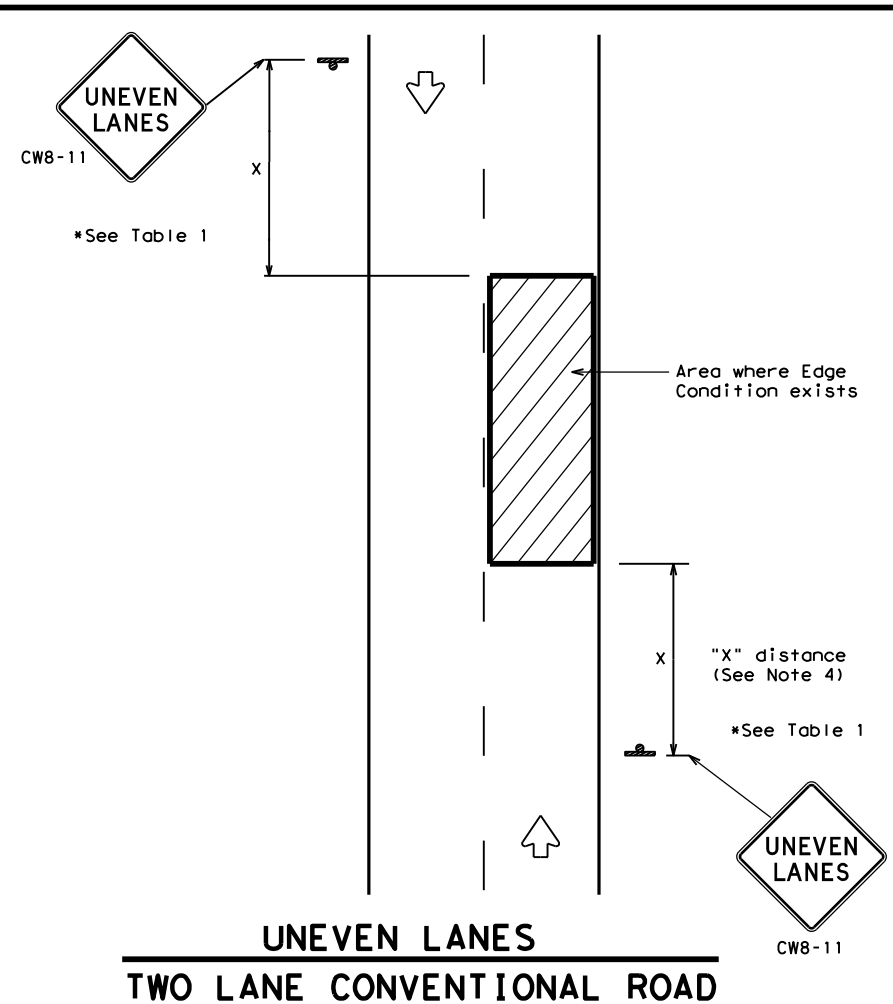 UNEVEN
LANES
CW8-11
X
*See Table 1
Area where Edge
Condition exists
X
"X" distance
(See Note 4)
*See Table 1
UNEVEN
LANES
CW8-11
UNEVEN LANES
TWO LANE CONVENTIONAL ROAD